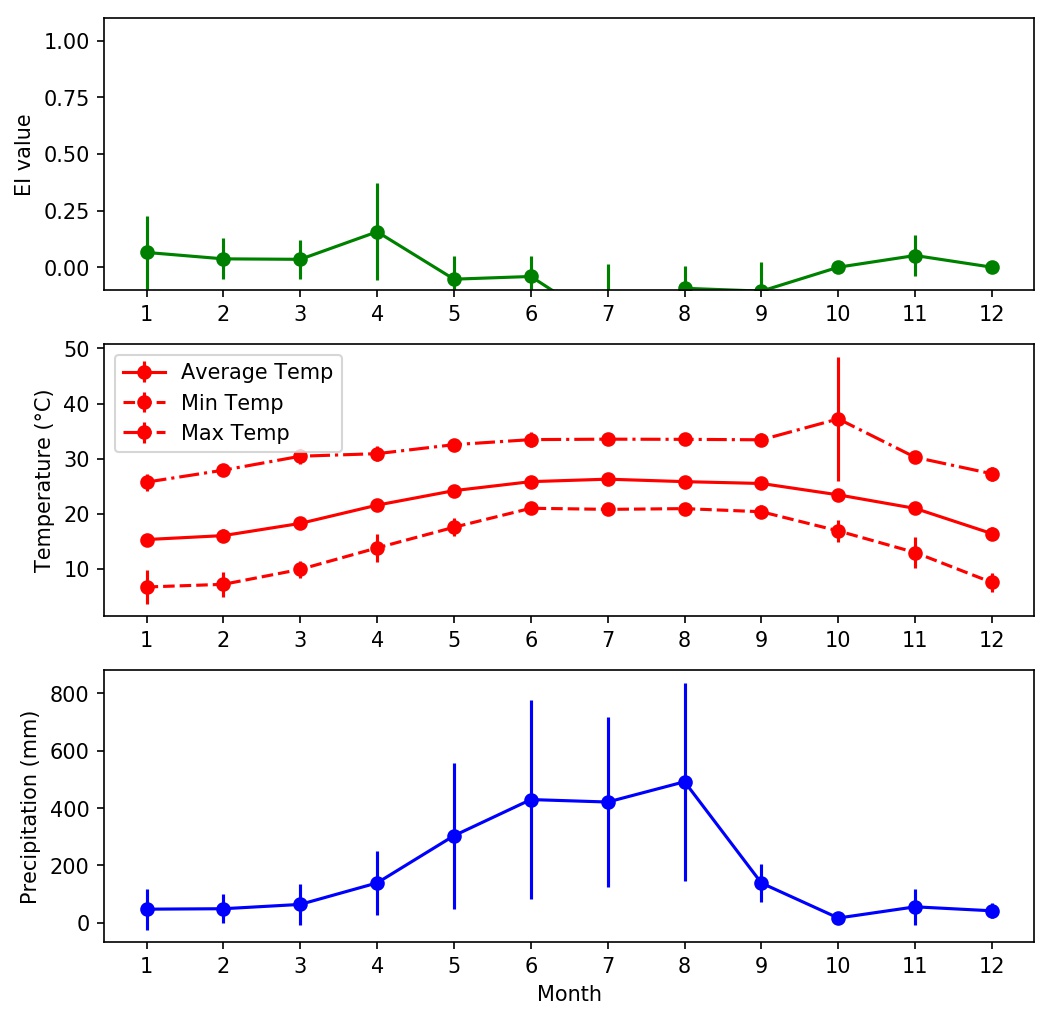 1.00
0.75
0.50
0.25
0.00
EI value
1 2 3 4 5 6 7 8 9 10 11 12
50
40
30
20
10
Temperature (°C)
Average Temp
Min Temp
Max Temp
1 2 3 4 5 6 7 8 9 10 11 12
800
600
400
200
0
Precipitation (mm)
1 2 3 4 5 6 7 8 9 10 11 12
Month